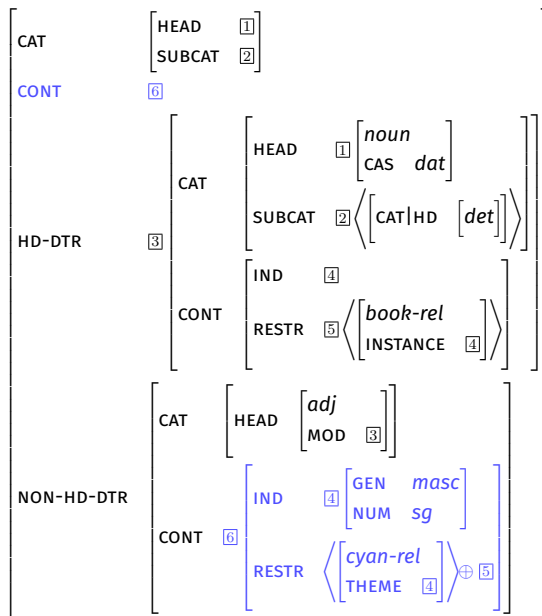 CAT HEAD 1
SUBCAT 2
CONT 6
HD-DTR 3 CAT HEAD 1 noun
CAS dat
SUBCAT 2 ⟨ [ CAT|HD [det] ] ⟩
CONT IND 4
RESTR 5 ⟨ book-rel
INSTANCE 4 ⟩
NON-HD-DTR CAT HEAD adj
MOD 3
CONT 6 IND 4 GEN masc
NUM sg
RESTR ⟨ cyan-rel
THEME 4 ⟩ ⊕ 5